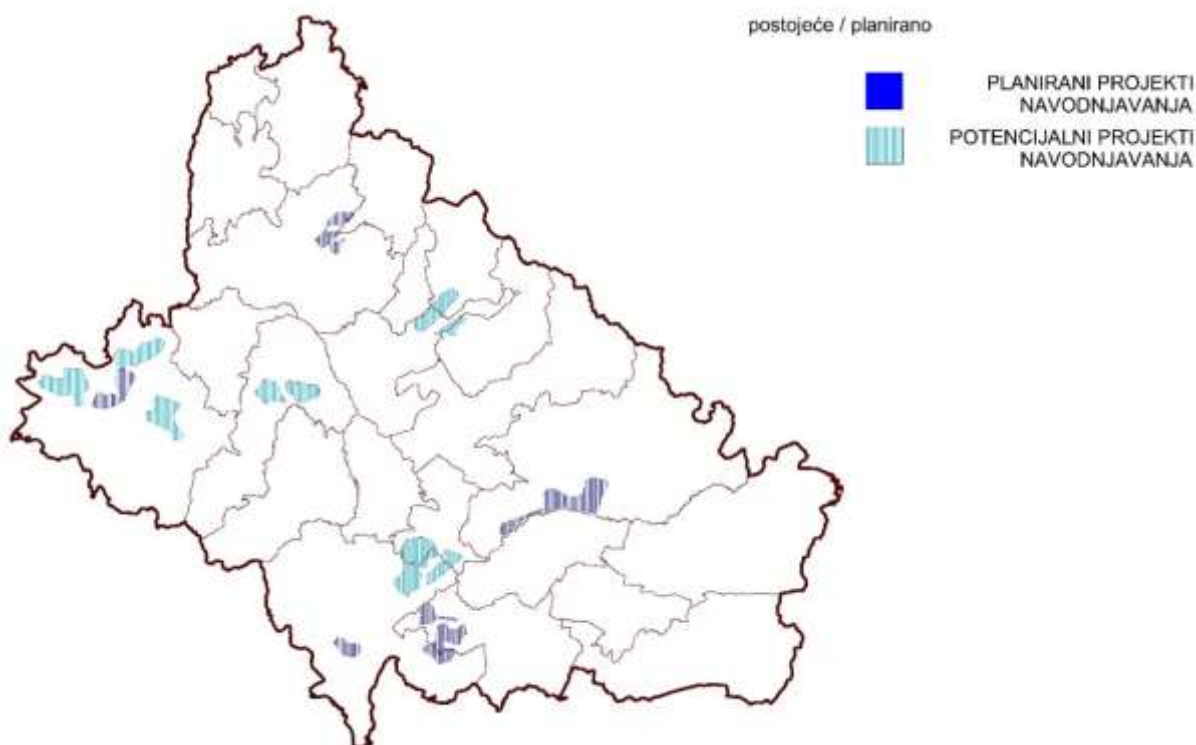 postojeće / planirano
PLANIRANI PROJEKTI
NAVODNJAVANJA
POTENCIJALNI PROJEKTI
NAVODNJAVANJA